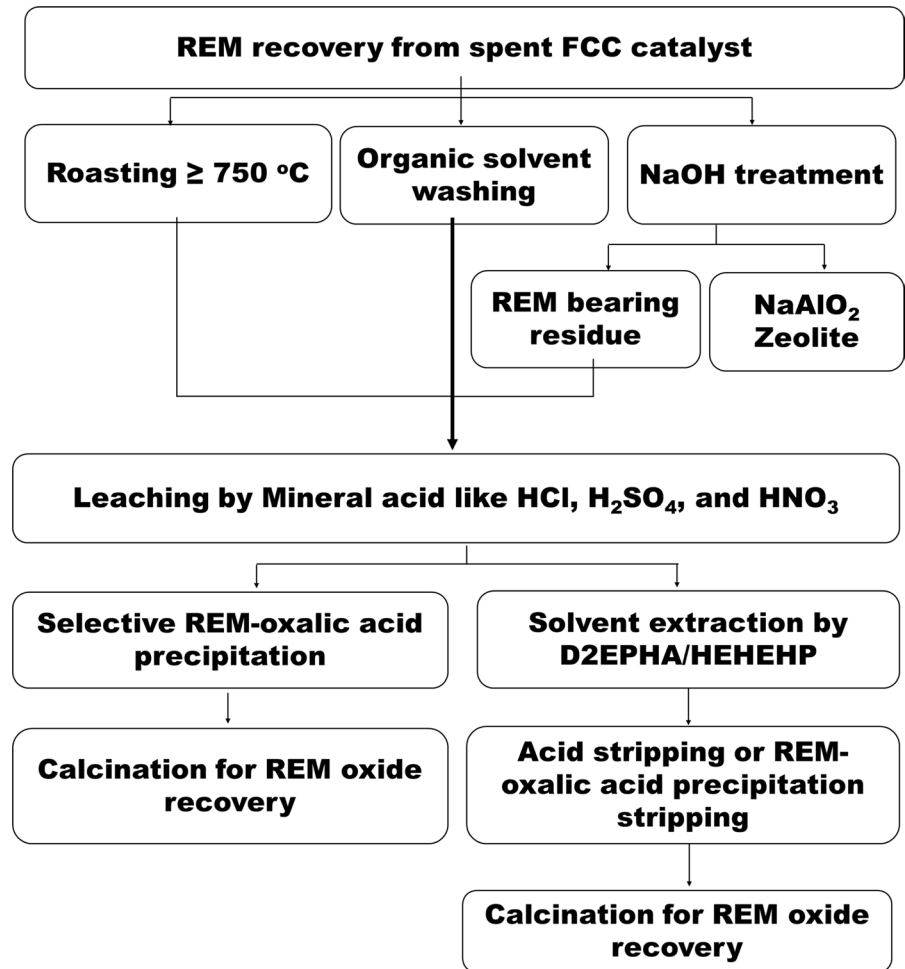 REM recovery from spent FCC catalyst
Roasting ≥ 750 °C
Organic solvent
washing
NaOH treatment
REM bearing
residue
NaAlO₂
Zeolite
Leaching by Mineral acid like HCl, H₂SO₄, and HNO₃
Selective REM-oxalic acid
precipitation
Solvent extraction by
D2EPHA/HEHEHP
Calcination for REM oxide
recovery
Acid stripping or REM-
oxalic acid precipitation
stripping
Calcination for REM oxide
recovery